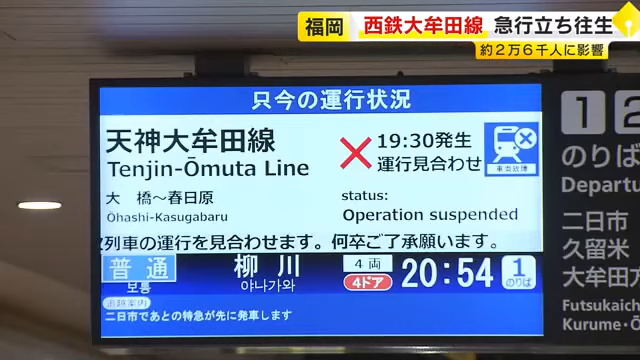 福岡 西鉄大牟田線 急行立ち往生
約2万6千人に影響
只今の運行状況
天神大牟田線
Tenjin-Ōmuta Line
19:30発生
運行見合わせ
車両故障
大 橋～春日原
Ōhashi-Kasugabaru
status:
Operation suspended
列車の運行を見合わせます。何卒ご了承願います。
普通 柳川 4両 20:54 1
보통 야나가와 4ドア のりば
追越案内
二日市であとの特急が先に発車します
1 2
のりば
Departu
二日市
久留米
大牟田
Futsukaich
Kurume・Ō